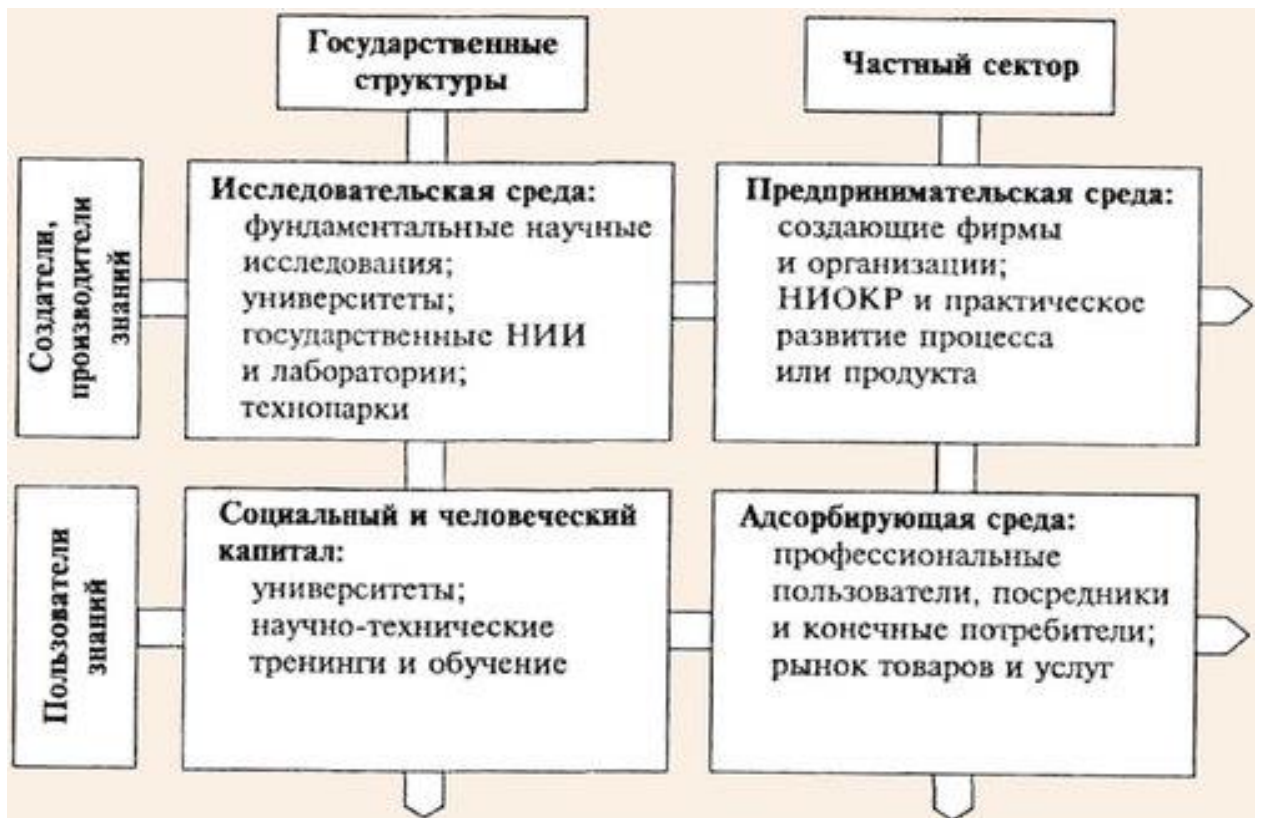 Государственные
структуры
Частный сектор
Создатели,
производители
знаний
Исследовательская среда:
фундаментальные научные
исследования;
университеты;
государственные НИИ
и лаборатории;
технопарки
Предпринимательская среда:
создающие фирмы
и организации;
НИОКР и практическое
развитие процесса
или продукта
Пользователи
знаний
Социальный и человеческий
капитал:
университеты;
научно-технические
тренинги и обучение
Адсорбирующая среда:
профессиональные
пользователи, посредники
и конечные потребители;
рынок товаров и услуг